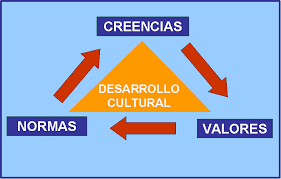 CREENCIAS
DESARROLLO
CULTURAL
NORMAS
VALORES